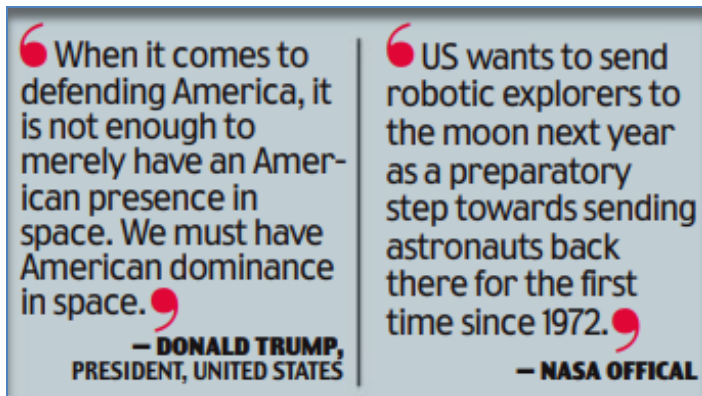 ‘When it comes to
defending America, it
is not enough to
merely have an Amer-
ican presence in
space. We must have
American dominance
in space.’
— DONALD TRUMP,
PRESIDENT, UNITED STATES
‘US wants to send
robotic explorers to
the moon next year
as a preparatory
step towards sending
astronauts back
there for the first
time since 1972.’
— NASA OFFICAL